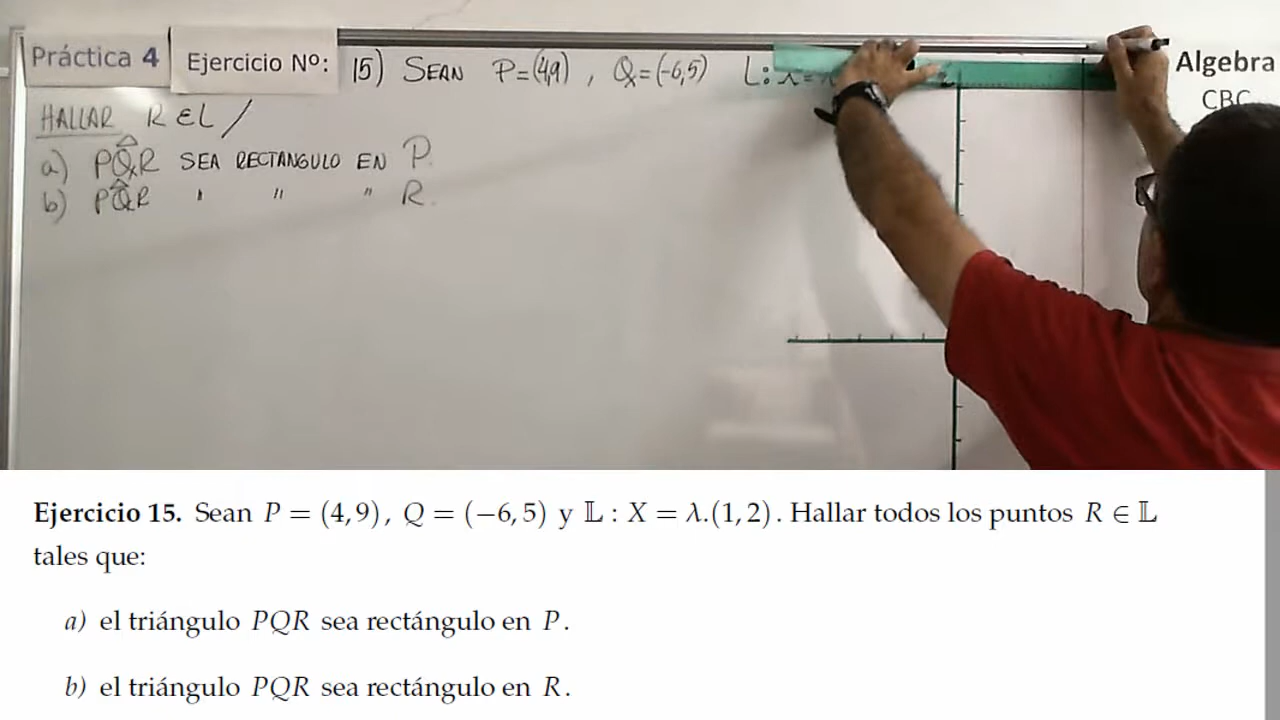 Práctica 4
Ejercicio Nº:
15) SEAN P=(4,9) , Q=(-6,5) L: X=
Algebra
CBC
HALLAR R ∈ L /
a) PQ̂R SEA RECTANGULO EN P.
b) PQ̂R " " " R.
Ejercicio 15. Sean P = (4, 9), Q = (−6, 5) y 𝕃 : X = λ.(1, 2). Hallar todos los puntos R ∈ 𝕃
tales que:
a) el triángulo PQR sea rectángulo en P.
b) el triángulo PQR sea rectángulo en R.